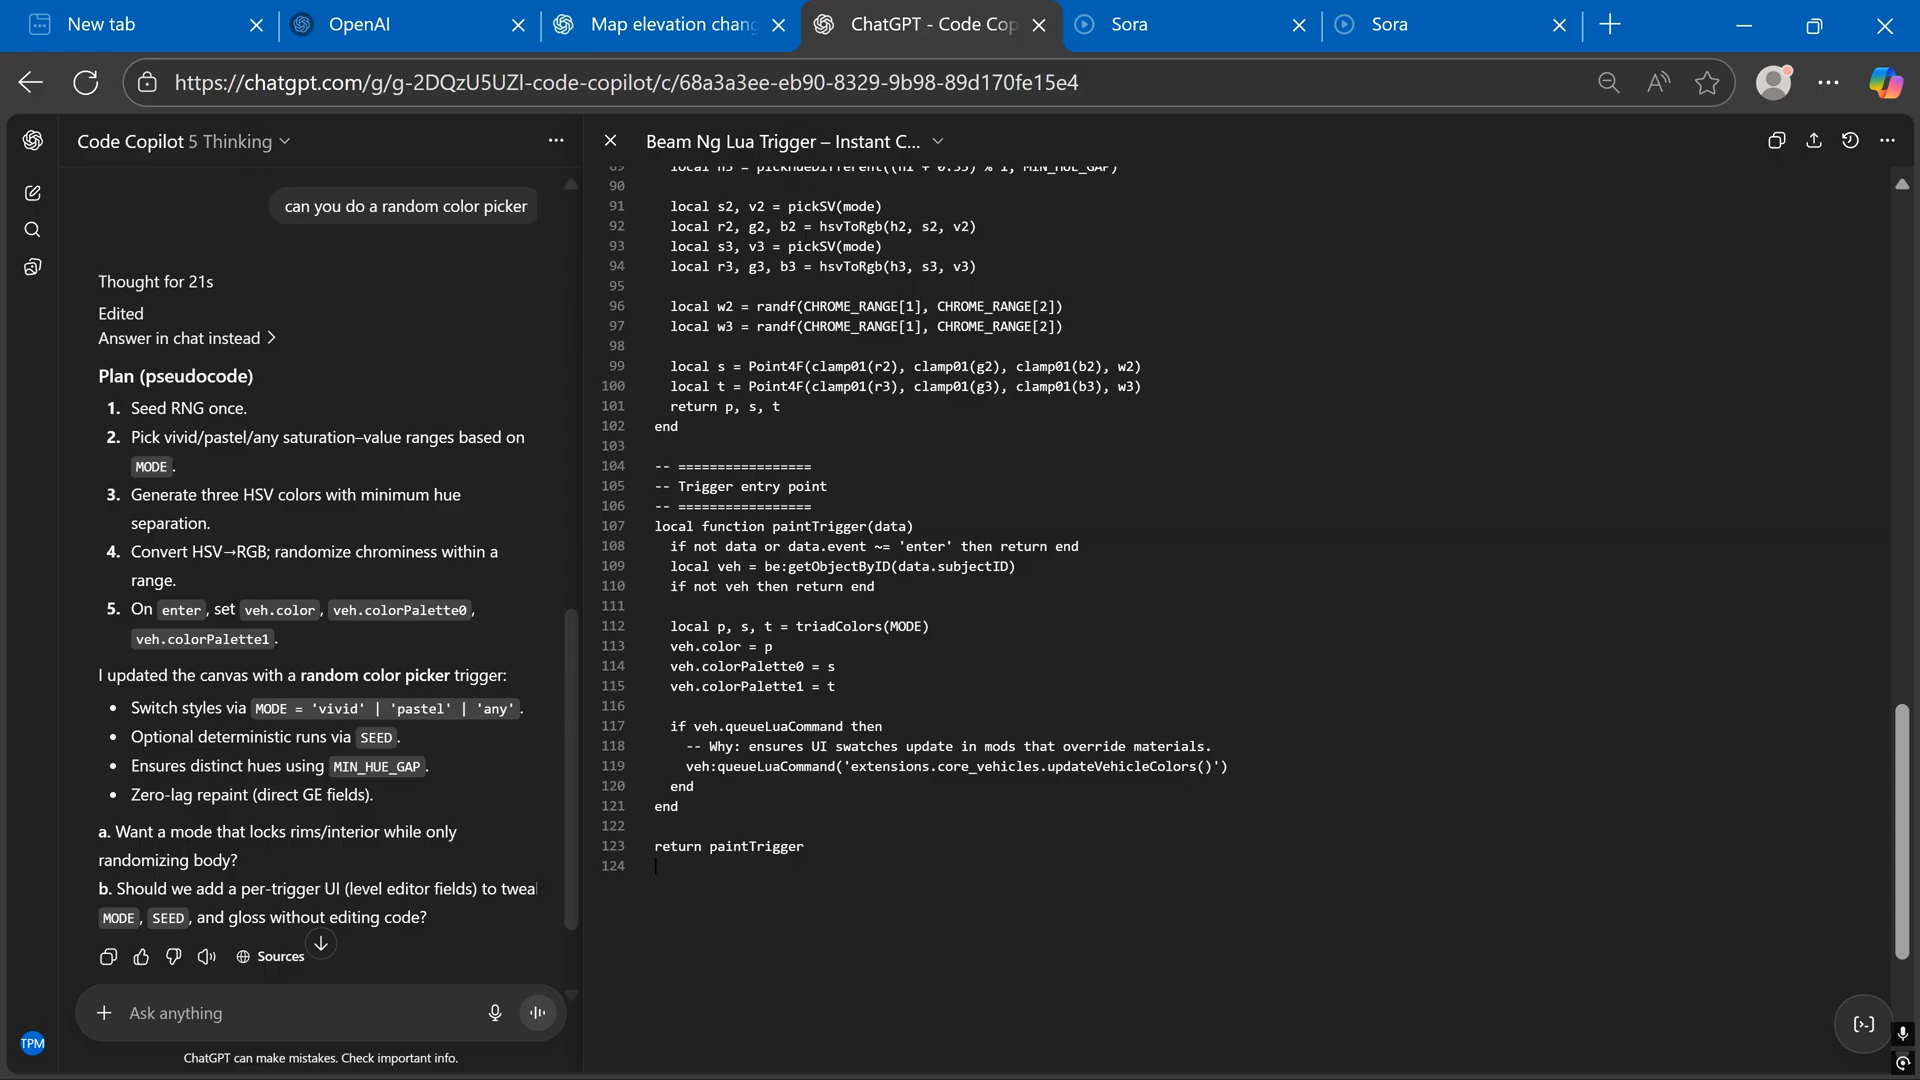 New tab
OpenAI
Map elevation chang
ChatGPT - Code Cop
Sora
Sora
https://chatgpt.com/g/g-2DQzU5UZl-code-copilot/c/68a3a3ee-eb90-8329-9b98-89d170fe15e4
Code Copilot 5 Thinking
Beam Ng Lua Trigger – Instant C...
can you do a random color picker
Thought for 21s
Edited
Answer in chat instead
Plan (pseudocode)
1. Seed RNG once.
2. Pick vivid/pastel/any saturation–value ranges based on
MODE.
3. Generate three HSV colors with minimum hue
separation.
4. Convert HSV→RGB; randomize chrominess within a
range.
5. On enter, set veh.color, veh.colorPalette0,
veh.colorPalette1.
I updated the canvas with a random color picker trigger:
• Switch styles via MODE = 'vivid' | 'pastel' | 'any'.
• Optional deterministic runs via SEED.
• Ensures distinct hues using MIN_HUE_GAP.
• Zero-lag repaint (direct GE fields).
a. Want a mode that locks rims/interior while only
randomizing body?
b. Should we add a per-trigger UI (level editor fields) to tweak
MODE, SEED, and gloss without editing code?
Sources
Ask anything
TPM
ChatGPT can make mistakes. Check important info.
89 local h3 = pickHueDifferent((h1 + 0.33) % 1, MIN_HUE_GAP)
90
91 local s2, v2 = pickSV(mode)
92 local r2, g2, b2 = hsvToRgb(h2, s2, v2)
93 local s3, v3 = pickSV(mode)
94 local r3, g3, b3 = hsvToRgb(h3, s3, v3)
95
96 local w2 = randf(CHROME_RANGE[1], CHROME_RANGE[2])
97 local w3 = randf(CHROME_RANGE[1], CHROME_RANGE[2])
98
99 local s = Point4F(clamp01(r2), clamp01(g2), clamp01(b2), w2)
100 local t = Point4F(clamp01(r3), clamp01(g3), clamp01(b3), w3)
101 return p, s, t
102 end
103
104 -- =================
105 -- Trigger entry point
106 -- =================
107 local function paintTrigger(data)
108 if not data or data.event ~= 'enter' then return end
109 local veh = be:getObjectByID(data.subjectID)
110 if not veh then return end
111
112 local p, s, t = triadColors(MODE)
113 veh.color = p
114 veh.colorPalette0 = s
115 veh.colorPalette1 = t
116
117 if veh.queueLuaCommand then
118 -- Why: ensures UI swatches update in mods that override materials.
119 veh:queueLuaCommand('extensions.core_vehicles.updateVehicleColors()')
120 end
121 end
122
123 return paintTrigger
124